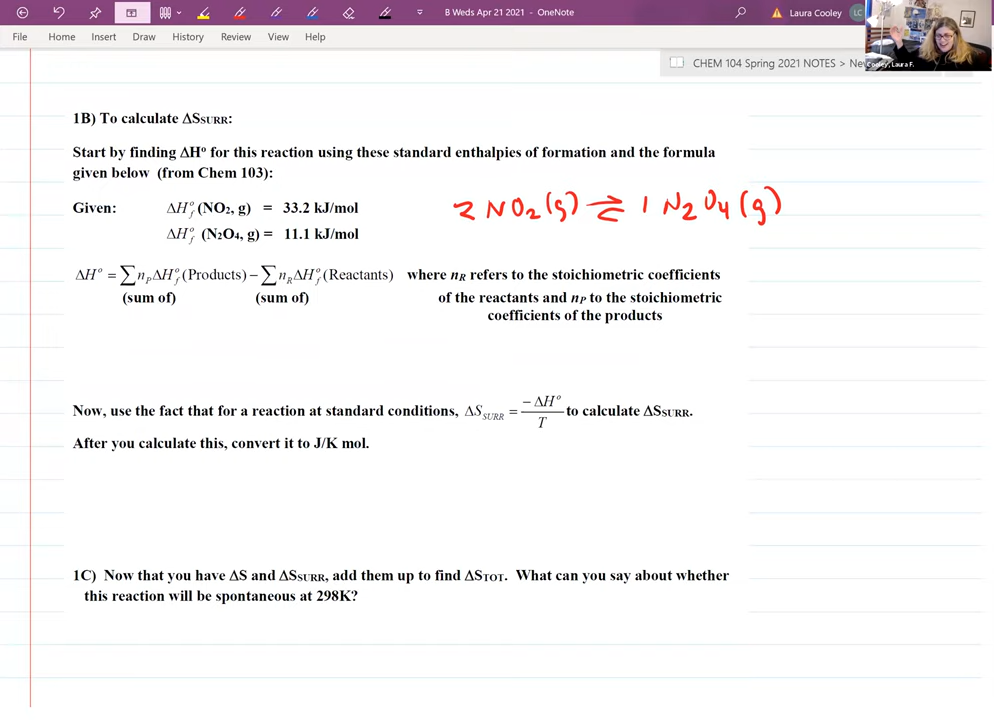 B Weds Apr 21 2021 - OneNote
Laura Cooley
LC
File Home Insert Draw History Review View Help
Cooley, Laura F.
CHEM 104 Spring 2021 NOTES >
1B) To calculate ΔSSURR:
Start by finding ΔHº for this reaction using these standard enthalpies of formation and the formula
given below (from Chem 103):
Given: ΔH°f (NO2, g) = 33.2 kJ/mol
2 NO2(g) ⇌ 1 N2O4(g)
ΔH°f (N2O4, g) = 11.1 kJ/mol
ΔH° = ∑ nPΔH°f (Products) − ∑ nRΔH°f (Reactants) where nR refers to the stoichiometric coefficients
(sum of) (sum of) of the reactants and nP to the stoichiometric
coefficients of the products
Now, use the fact that for a reaction at standard conditions, ΔSSURR = −ΔH° / T to calculate ΔSSURR.
After you calculate this, convert it to J/K mol.
1C) Now that you have ΔS and ΔSSURR, add them up to find ΔSTOT. What can you say about whether
this reaction will be spontaneous at 298K?